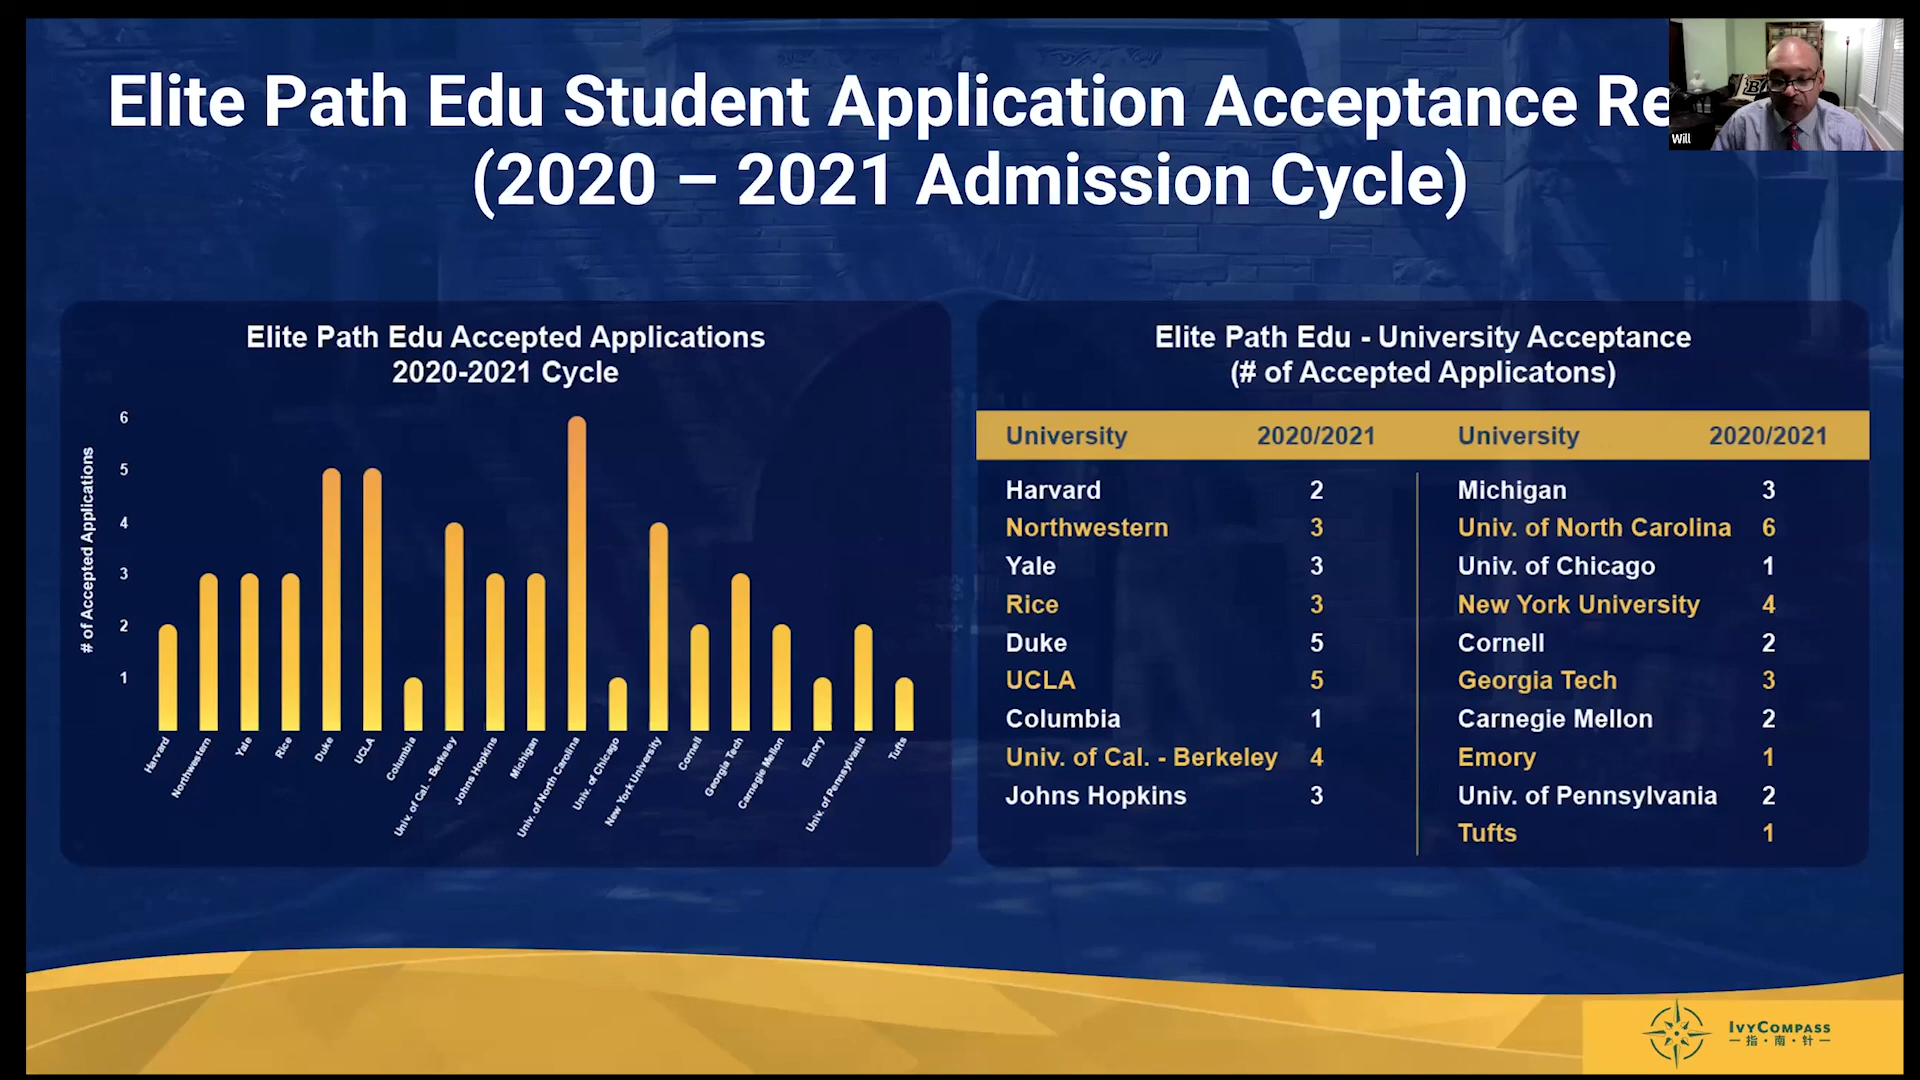 Elite Path Edu Student Application Acceptance Re
(2020 – 2021 Admission Cycle)
Will
Elite Path Edu Accepted Applications
2020-2021 Cycle
# of Accepted Applications
6
5
4
3
2
1
Harvard
Northwestern
Yale
Rice
Duke
UCLA
Columbia
Univ. of Cal. - Berkeley
Johns Hopkins
Michigan
Univ. of North Carolina
Univ. of Chicago
New York University
Cornell
Georgia Tech
Carnegie Mellon
Emory
Univ. of Pennsylvania
Tufts
Elite Path Edu - University Acceptance
(# of Accepted Applicatons)
University 2020/2021 University 2020/2021
Harvard 2 Michigan 3
Northwestern 3 Univ. of North Carolina 6
Yale 3 Univ. of Chicago 1
Rice 3 New York University 4
Duke 5 Cornell 2
UCLA 5 Georgia Tech 3
Columbia 1 Carnegie Mellon 2
Univ. of Cal. - Berkeley 4 Emory 1
Johns Hopkins 3 Univ. of Pennsylvania 2
Tufts 1
IVYCOMPASS
一指·南·针一